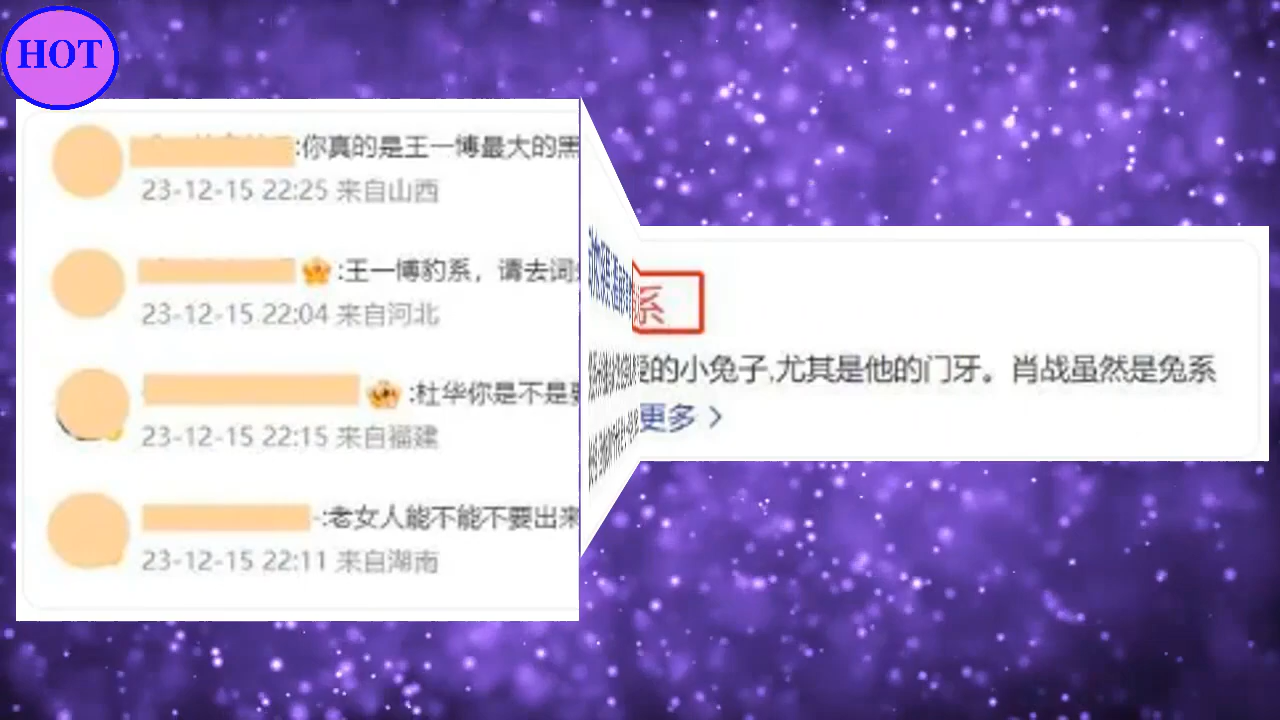 HOT
:你真的是王一博最大的黑
23-12-15 22:25 来自山西
:王一博豹系，请去词
23-12-15 22:04 来自河北
:杜华你是不是
23-12-15 22:15 来自福建
-:老女人能不能不要出来
23-12-15 22:11 来自湖南
系
的小兔子,尤其是他的门牙。肖战虽然是兔系
更多 >